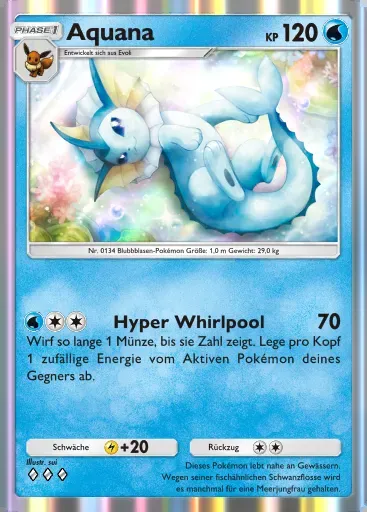 PHASE 1
Aquana
KP 120
Entwickelt sich aus Evoli
Nr. 0134 Blubbblasen-Pokémon Größe: 1,0 m Gewicht: 29,0 kg
Hyper Whirlpool 70
Wirf so lange 1 Münze, bis sie Zahl zeigt. Lege pro Kopf
1 zufällige Energie vom Aktiven Pokémon deines
Gegners ab.
Schwäche +20
Rückzug
Illustr. sui
Dieses Pokémon lebt nahe an Gewässern.
Wegen seiner fischähnlichen Schwanzflosse wird
es manchmal für eine Meerjungfrau gehalten.